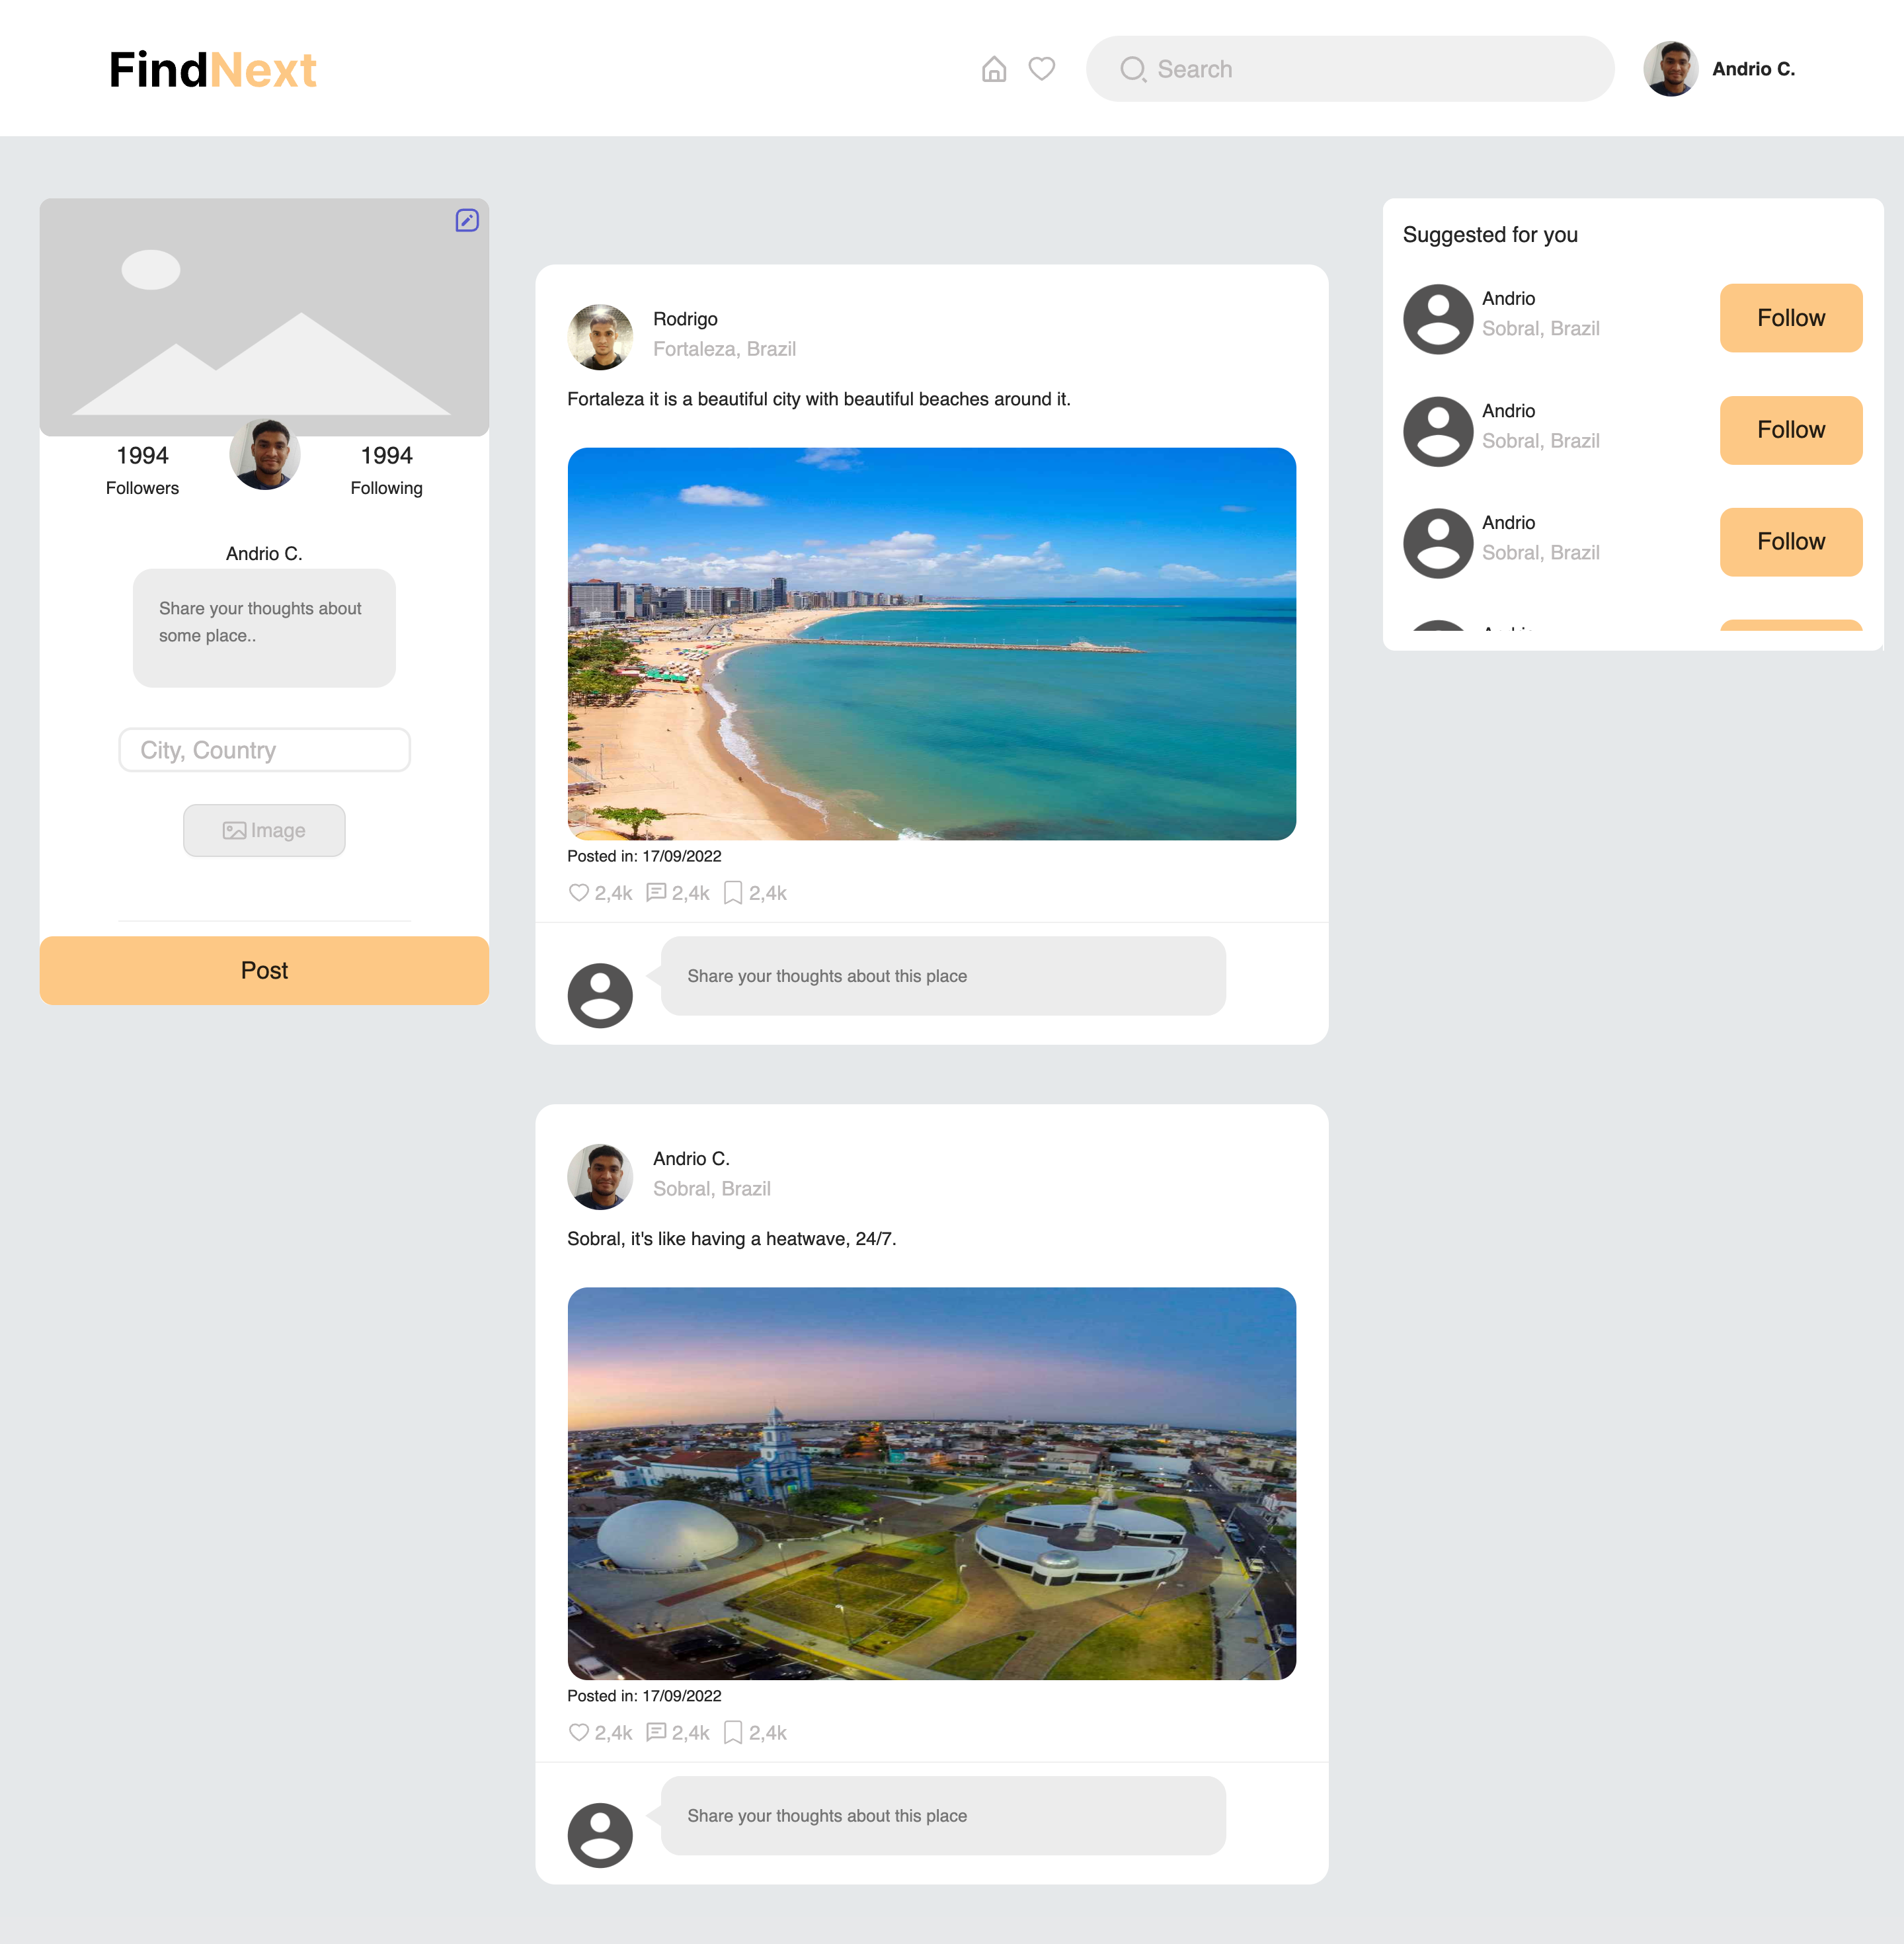 FindNext
Search
Andrio C.
1994
Followers
1994
Following
Andrio C.
Share your thoughts about
some place..
City, Country
Image
Post
Rodrigo
Fortaleza, Brazil
Fortaleza it is a beautiful city with beautiful beaches around it.
Posted in: 17/09/2022
2,4k 2,4k 2,4k
Share your thoughts about this place
Andrio C.
Sobral, Brazil
Sobral, it's like having a heatwave, 24/7.
Posted in: 17/09/2022
2,4k 2,4k 2,4k
Share your thoughts about this place
Suggested for you
Andrio
Sobral, Brazil
Follow
Andrio
Sobral, Brazil
Follow
Andrio
Sobral, Brazil
Follow